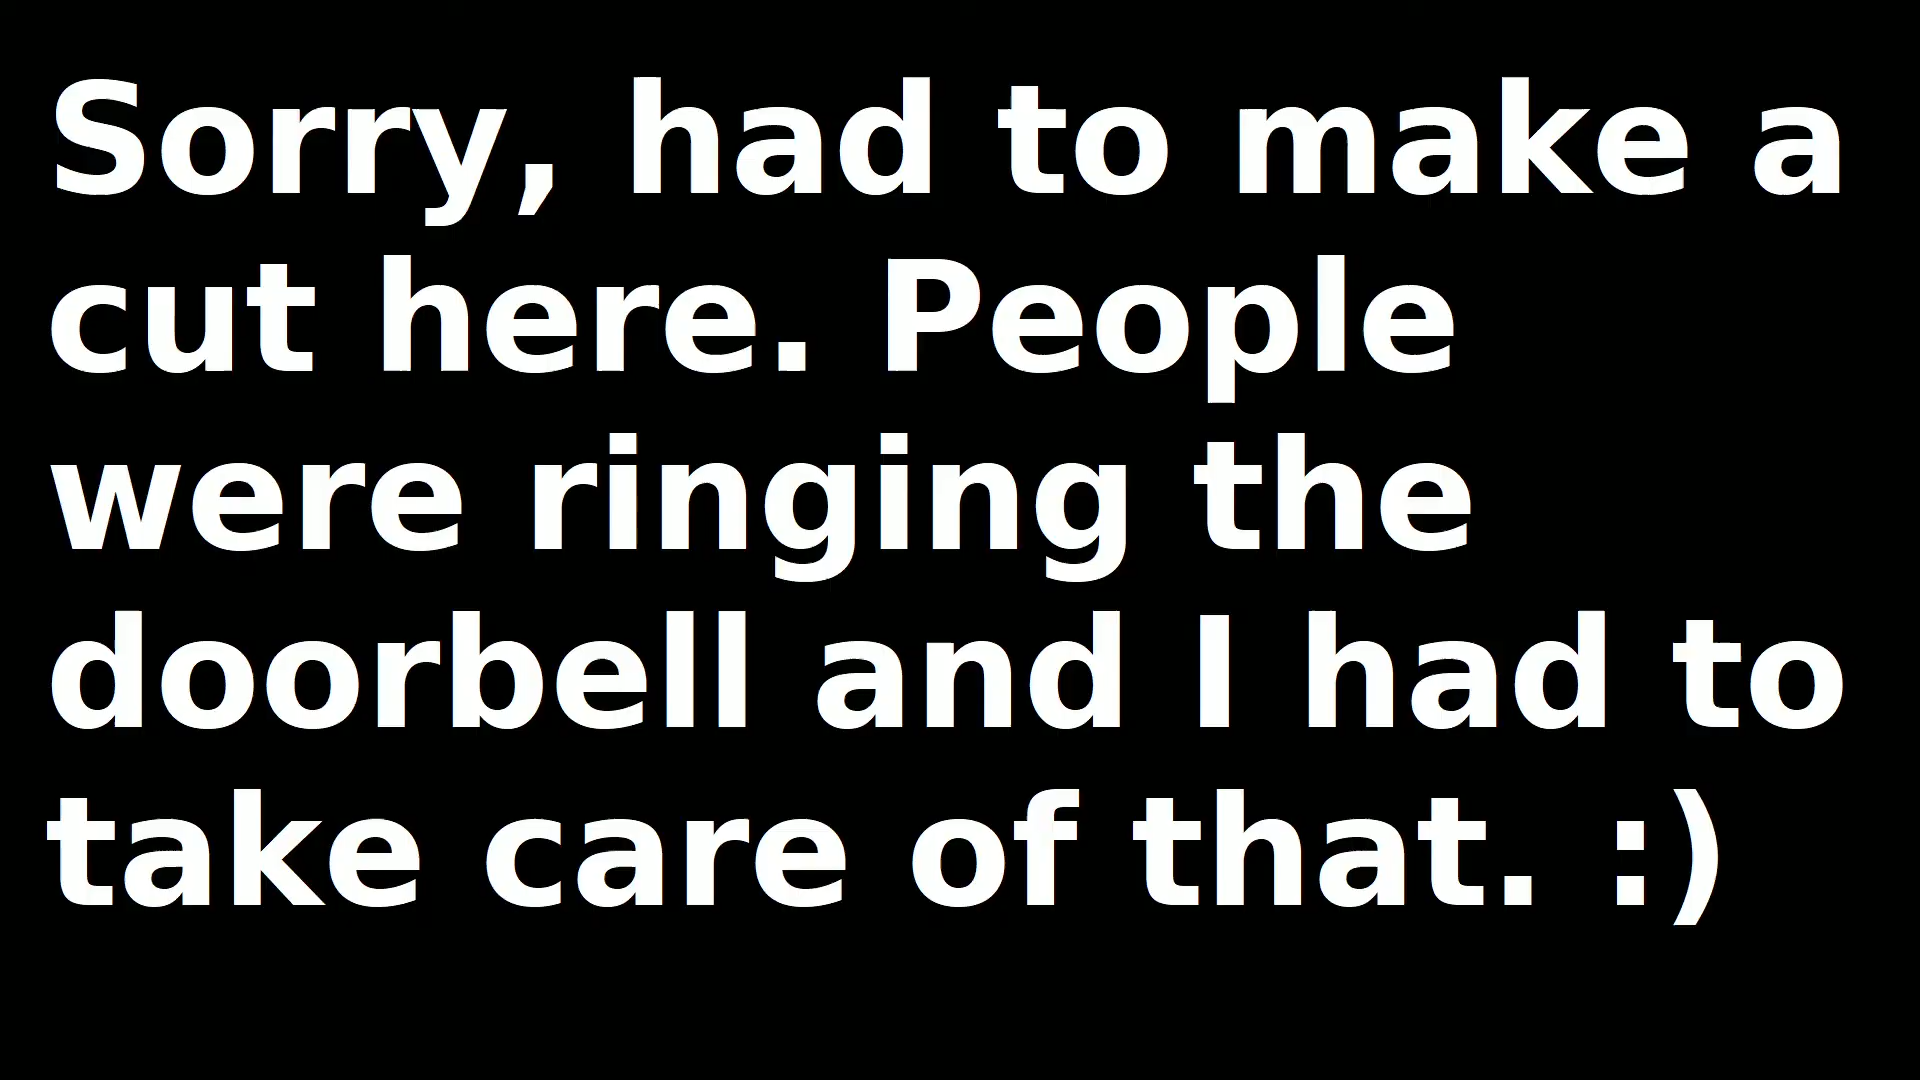 Sorry, had to make a
cut here. People
were ringing the
doorbell and I had to
take care of that. :)